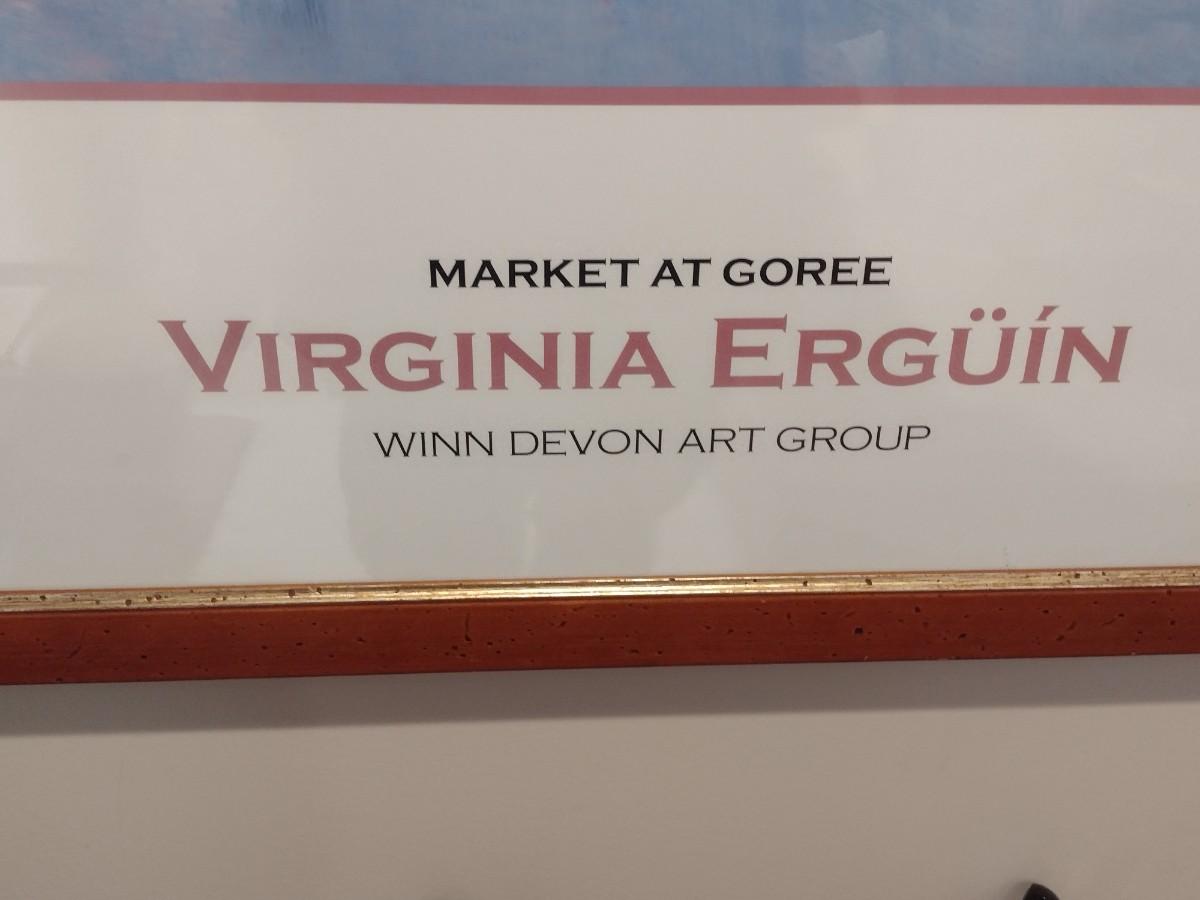 MARKET AT GOREE
VIRGINIA ERGÜÍN
WINN DEVON ART GROUP